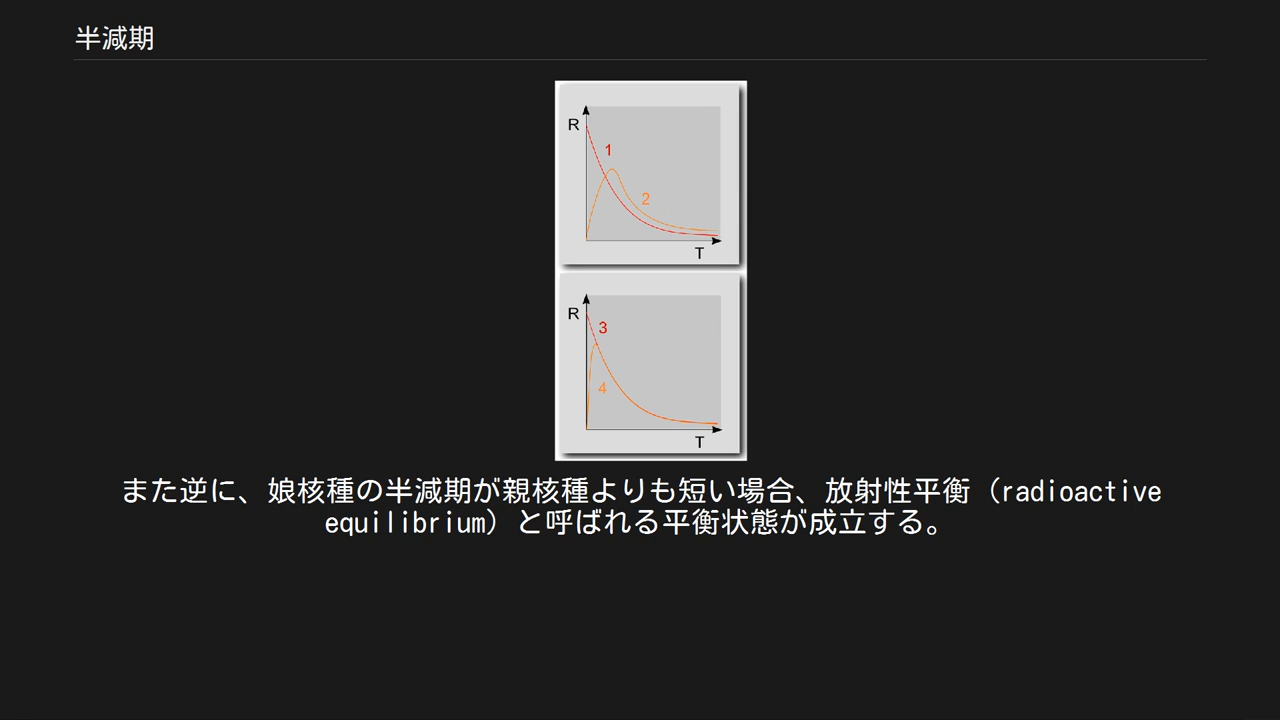 半減期
R
1
2
T
R
3
4
T
また逆に、娘核種の半減期が親核種よりも短い場合、放射性平衡（radioactive
equilibrium）と呼ばれる平衡状態が成立する。